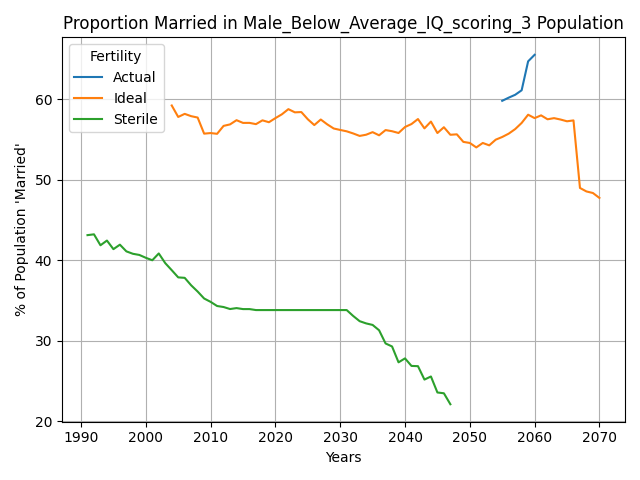 Proportion Married in Male_Below_Average_IQ_scoring_3 Population
Fertility
Actual
Ideal
Sterile
% of Population 'Married'
60
50
40
30
20
1990 2000 2010 2020 2030 2040 2050 2060 2070
Years